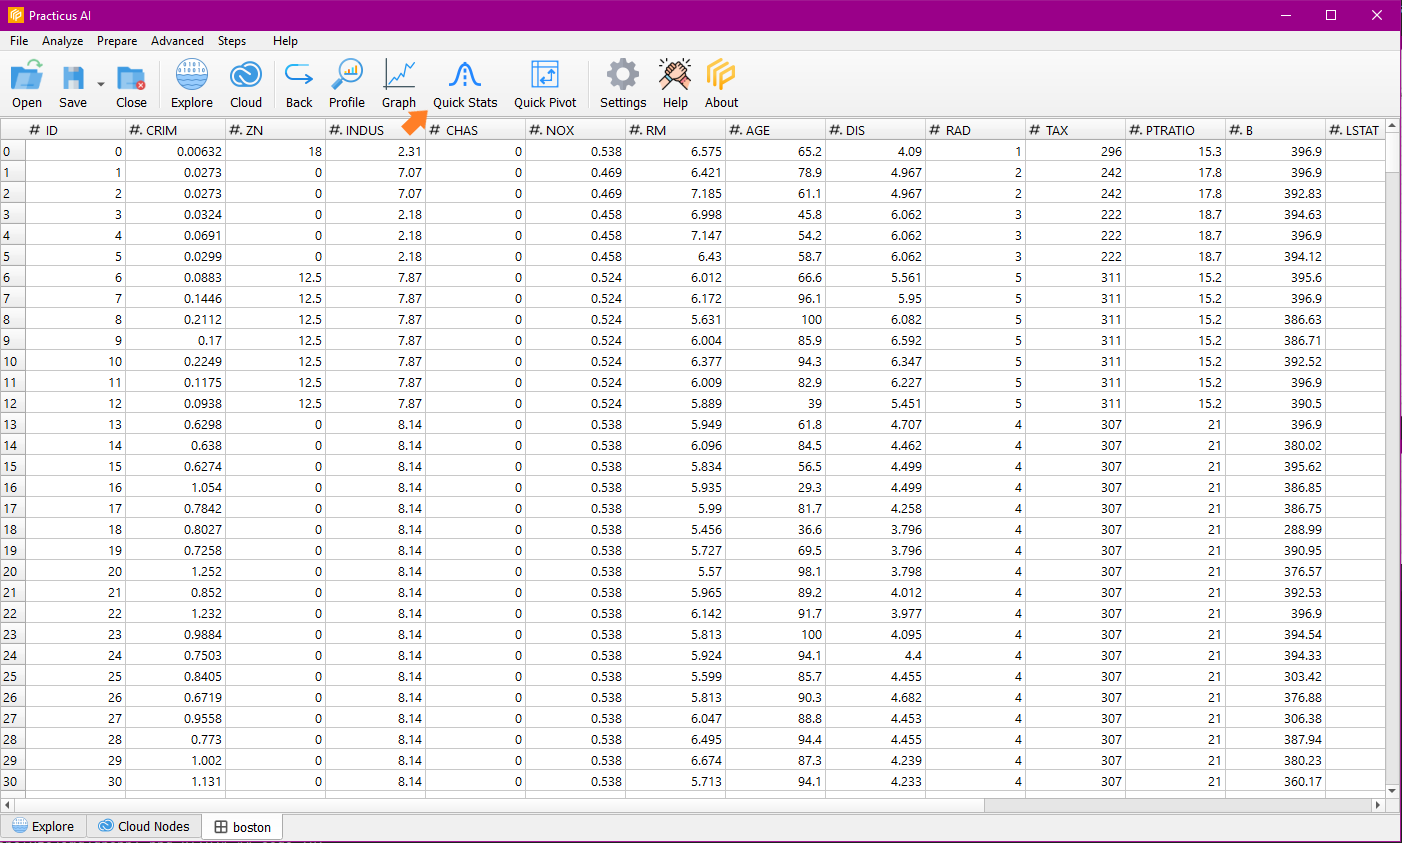 Practicus AI
File Analyze Prepare Advanced Steps Help
Open Save Close Explore Cloud Back Profile Graph Quick Stats Quick Pivot Settings Help About
# ID #. CRIM #. ZN #. INDUS # CHAS #. NOX #. RM #. AGE #. DIS # RAD # TAX #. PTRATIO #. B #. LSTAT
0 0 0.00632 18 2.31 0 0.538 6.575 65.2 4.09 1 296 15.3 396.9
1 1 0.0273 0 7.07 0 0.469 6.421 78.9 4.967 2 242 17.8 396.9
2 2 0.0273 0 7.07 0 0.469 7.185 61.1 4.967 2 242 17.8 392.83
3 3 0.0324 0 2.18 0 0.458 6.998 45.8 6.062 3 222 18.7 394.63
4 4 0.0691 0 2.18 0 0.458 7.147 54.2 6.062 3 222 18.7 396.9
5 5 0.0299 0 2.18 0 0.458 6.43 58.7 6.062 3 222 18.7 394.12
6 6 0.0883 12.5 7.87 0 0.524 6.012 66.6 5.561 5 311 15.2 395.6
7 7 0.1446 12.5 7.87 0 0.524 6.172 96.1 5.95 5 311 15.2 396.9
8 8 0.2112 12.5 7.87 0 0.524 5.631 100 6.082 5 311 15.2 386.63
9 9 0.17 12.5 7.87 0 0.524 6.004 85.9 6.592 5 311 15.2 386.71
10 10 0.2249 12.5 7.87 0 0.524 6.377 94.3 6.347 5 311 15.2 392.52
11 11 0.1175 12.5 7.87 0 0.524 6.009 82.9 6.227 5 311 15.2 396.9
12 12 0.0938 12.5 7.87 0 0.524 5.889 39 5.451 5 311 15.2 390.5
13 13 0.6298 0 8.14 0 0.538 5.949 61.8 4.707 4 307 21 396.9
14 14 0.638 0 8.14 0 0.538 6.096 84.5 4.462 4 307 21 380.02
15 15 0.6274 0 8.14 0 0.538 5.834 56.5 4.499 4 307 21 395.62
16 16 1.054 0 8.14 0 0.538 5.935 29.3 4.499 4 307 21 386.85
17 17 0.7842 0 8.14 0 0.538 5.99 81.7 4.258 4 307 21 386.75
18 18 0.8027 0 8.14 0 0.538 5.456 36.6 3.796 4 307 21 288.99
19 19 0.7258 0 8.14 0 0.538 5.727 69.5 3.796 4 307 21 390.95
20 20 1.252 0 8.14 0 0.538 5.57 98.1 3.798 4 307 21 376.57
21 21 0.852 0 8.14 0 0.538 5.965 89.2 4.012 4 307 21 392.53
22 22 1.232 0 8.14 0 0.538 6.142 91.7 3.977 4 307 21 396.9
23 23 0.9884 0 8.14 0 0.538 5.813 100 4.095 4 307 21 394.54
24 24 0.7503 0 8.14 0 0.538 5.924 94.1 4.4 4 307 21 394.33
25 25 0.8405 0 8.14 0 0.538 5.599 85.7 4.455 4 307 21 303.42
26 26 0.6719 0 8.14 0 0.538 5.813 90.3 4.682 4 307 21 376.88
27 27 0.9558 0 8.14 0 0.538 6.047 88.8 4.453 4 307 21 306.38
28 28 0.773 0 8.14 0 0.538 6.495 94.4 4.455 4 307 21 387.94
29 29 1.002 0 8.14 0 0.538 6.674 87.3 4.239 4 307 21 380.23
30 30 1.131 0 8.14 0 0.538 5.713 94.1 4.233 4 307 21 360.17
Explore Cloud Nodes boston